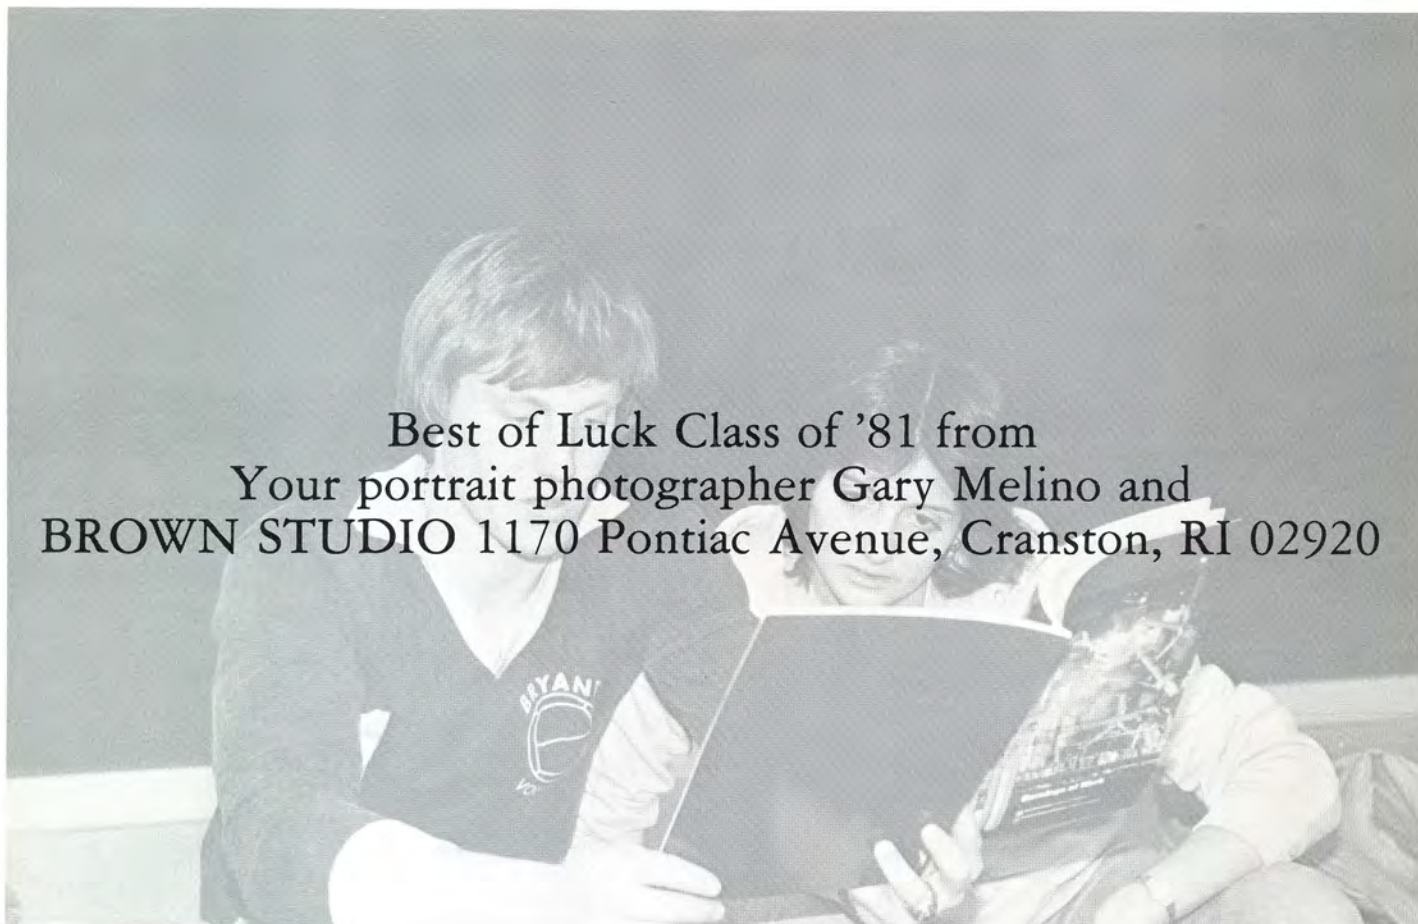 Best of Luck Class of ’81 from
Your portrait photographer Gary Melino and
BROWN STUDIO 1170 Pontiac Avenue, Cranston, RI 02920
BRYANT